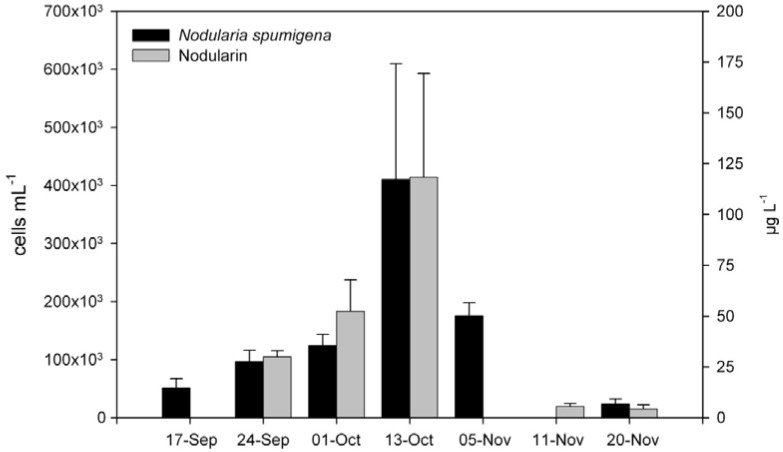 700x10³
600x10³
500x10³
400x10³
300x10³
200x10³
100x10³
0
cells mL⁻¹
Nodularia spumigena
Nodularin
200
175
150
125
100
75
50
25
0
µg L⁻¹
17-Sep 24-Sep 01-Oct 13-Oct 05-Nov 11-Nov 20-Nov